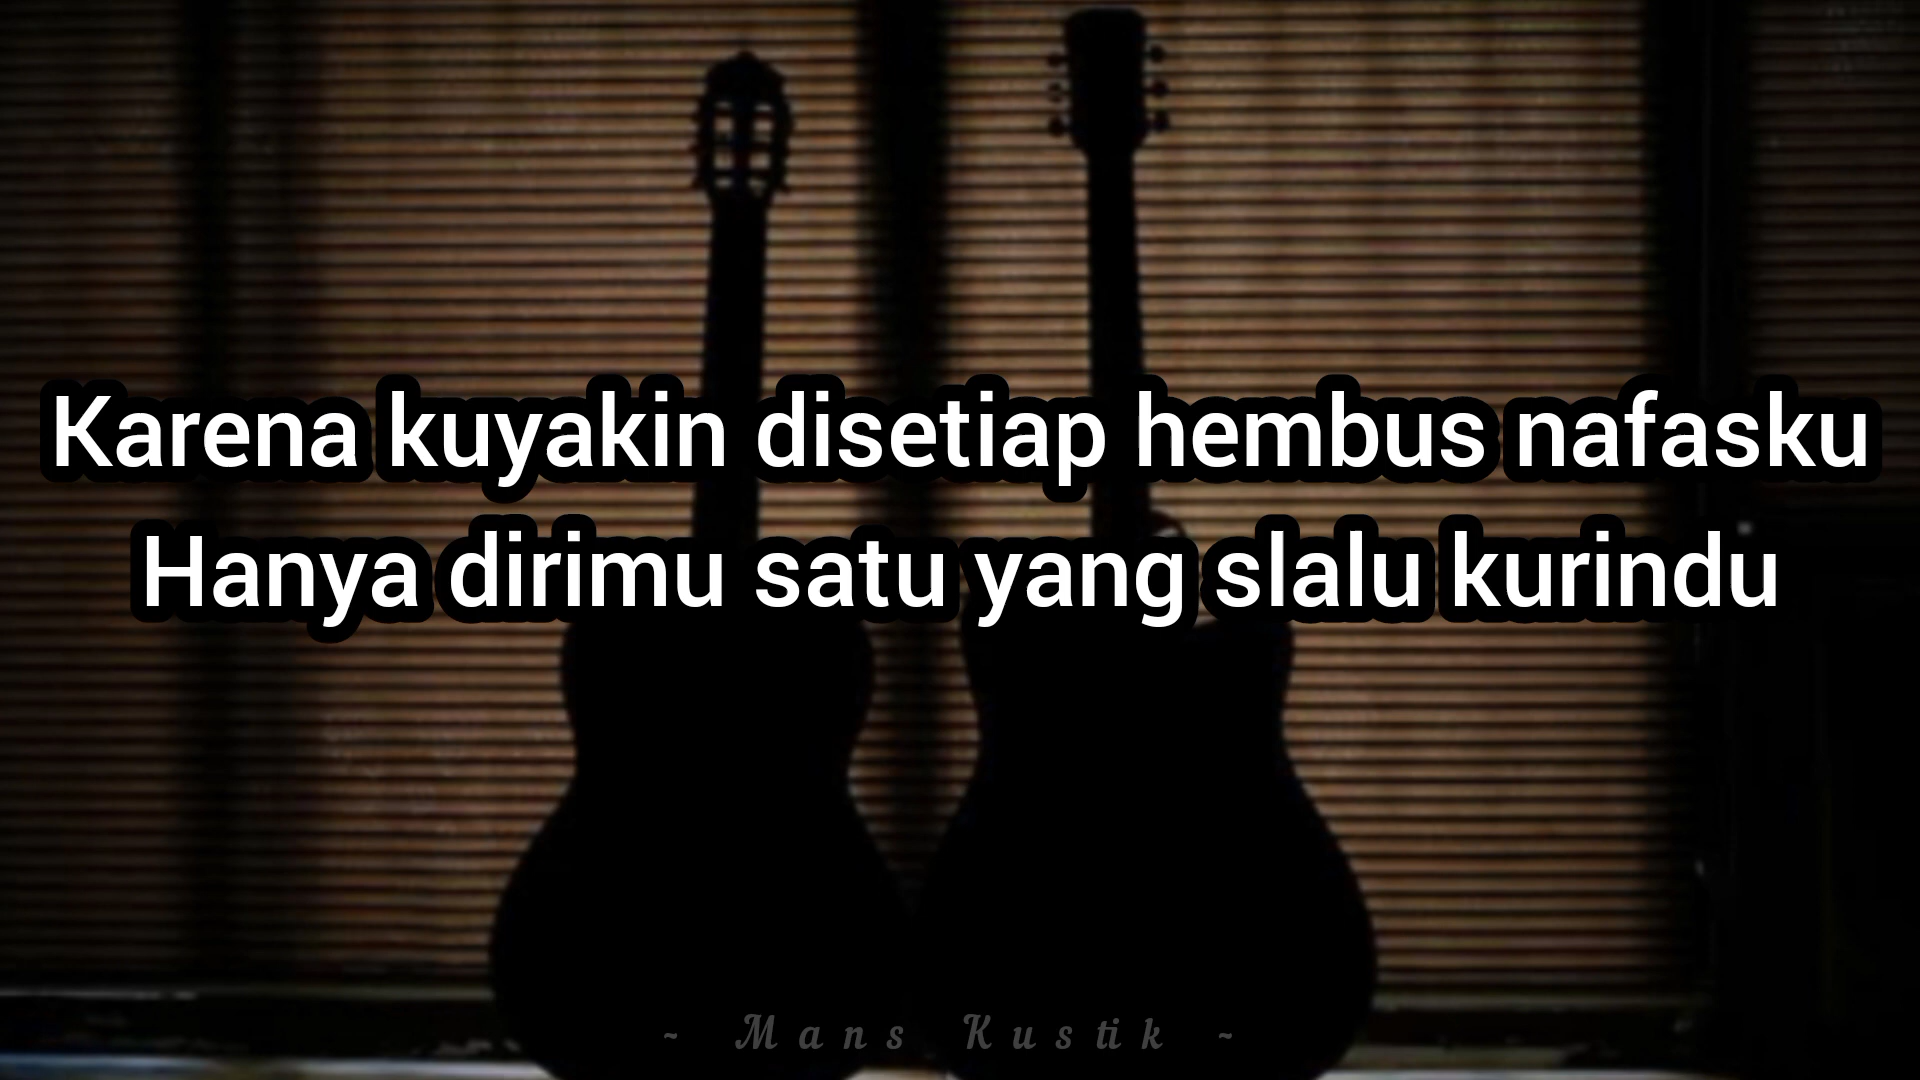 Karena kuyakin disetiap hembus nafasku
Hanya dirimu satu yang slalu kurindu
~ Mans Kustik ~